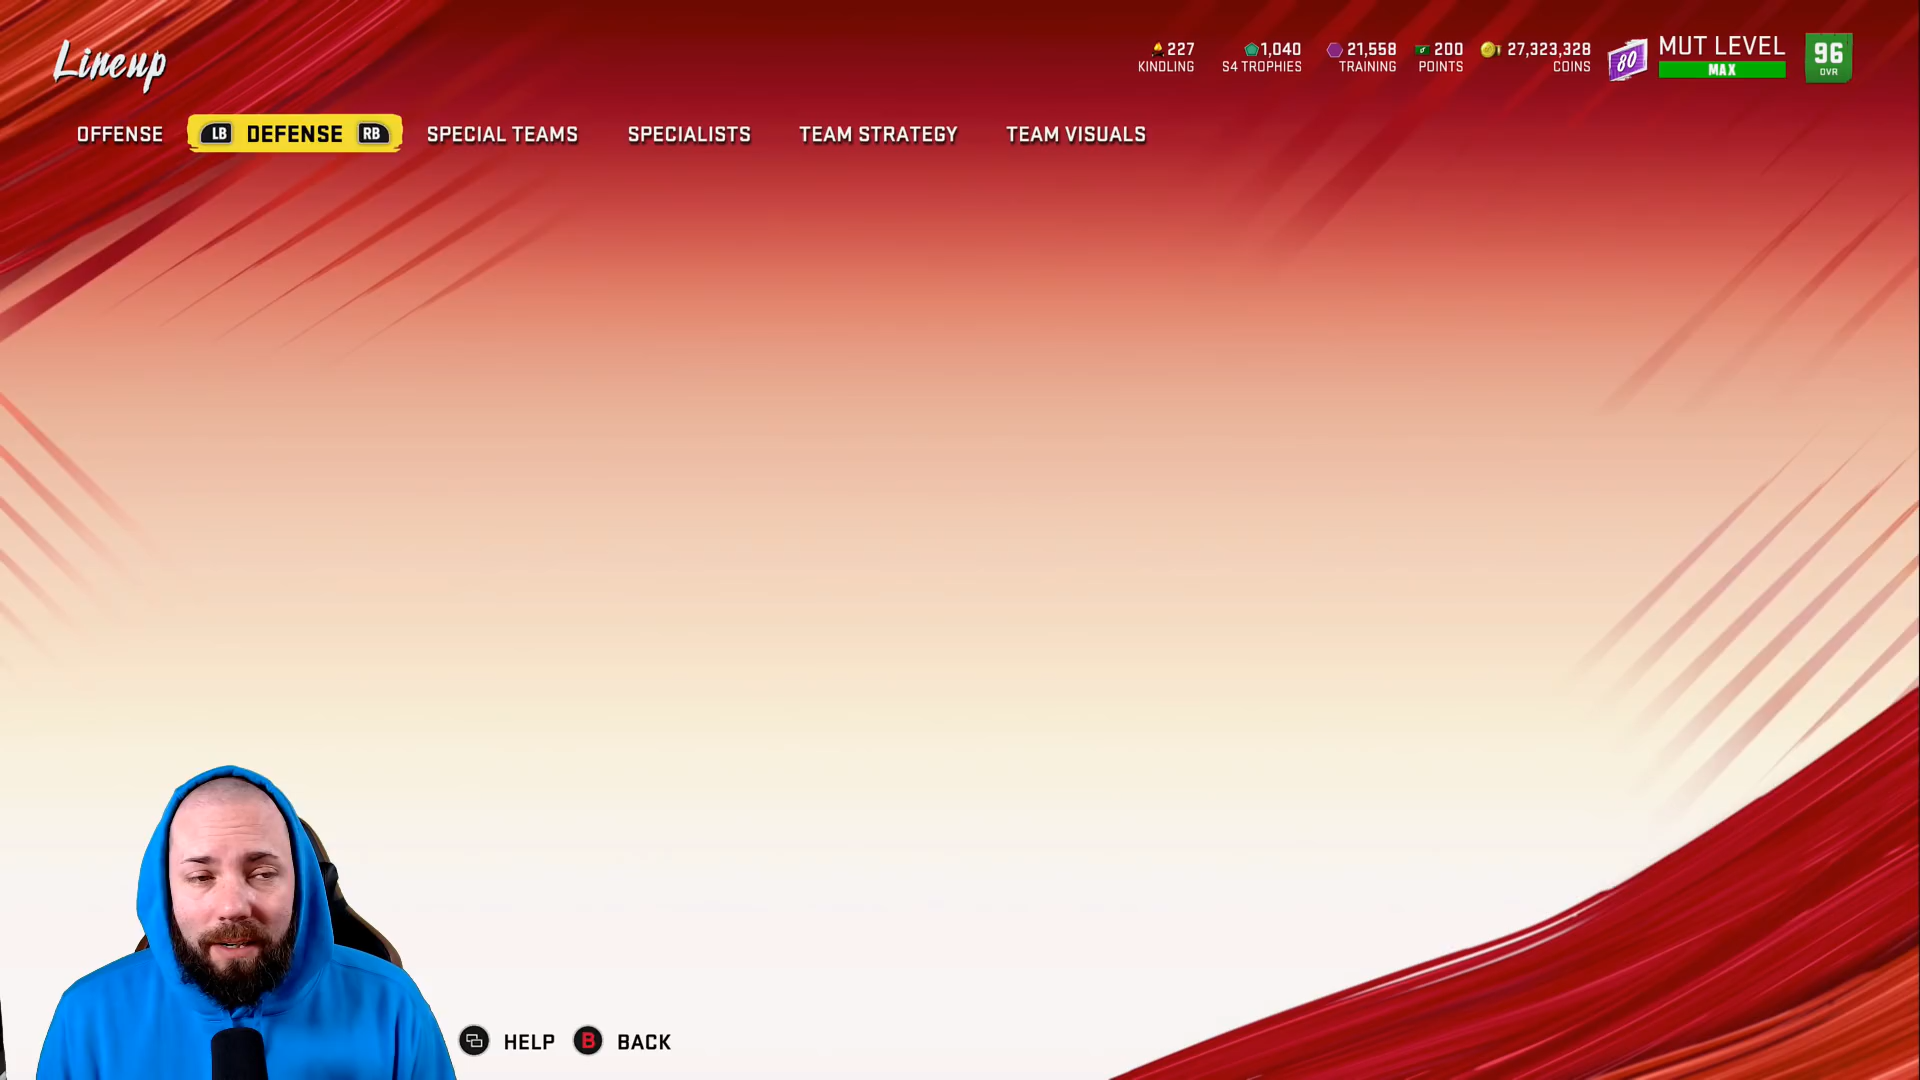 Lineup
227
KINDLING
1,040
S4 TROPHIES
21,558
TRAINING
200
POINTS
27,323,328
COINS
80
MUT LEVEL
MAX
96
OVR
OFFENSE
LB DEFENSE RB
SPECIAL TEAMS
SPECIALISTS
TEAM STRATEGY
TEAM VISUALS
HELP
B BACK